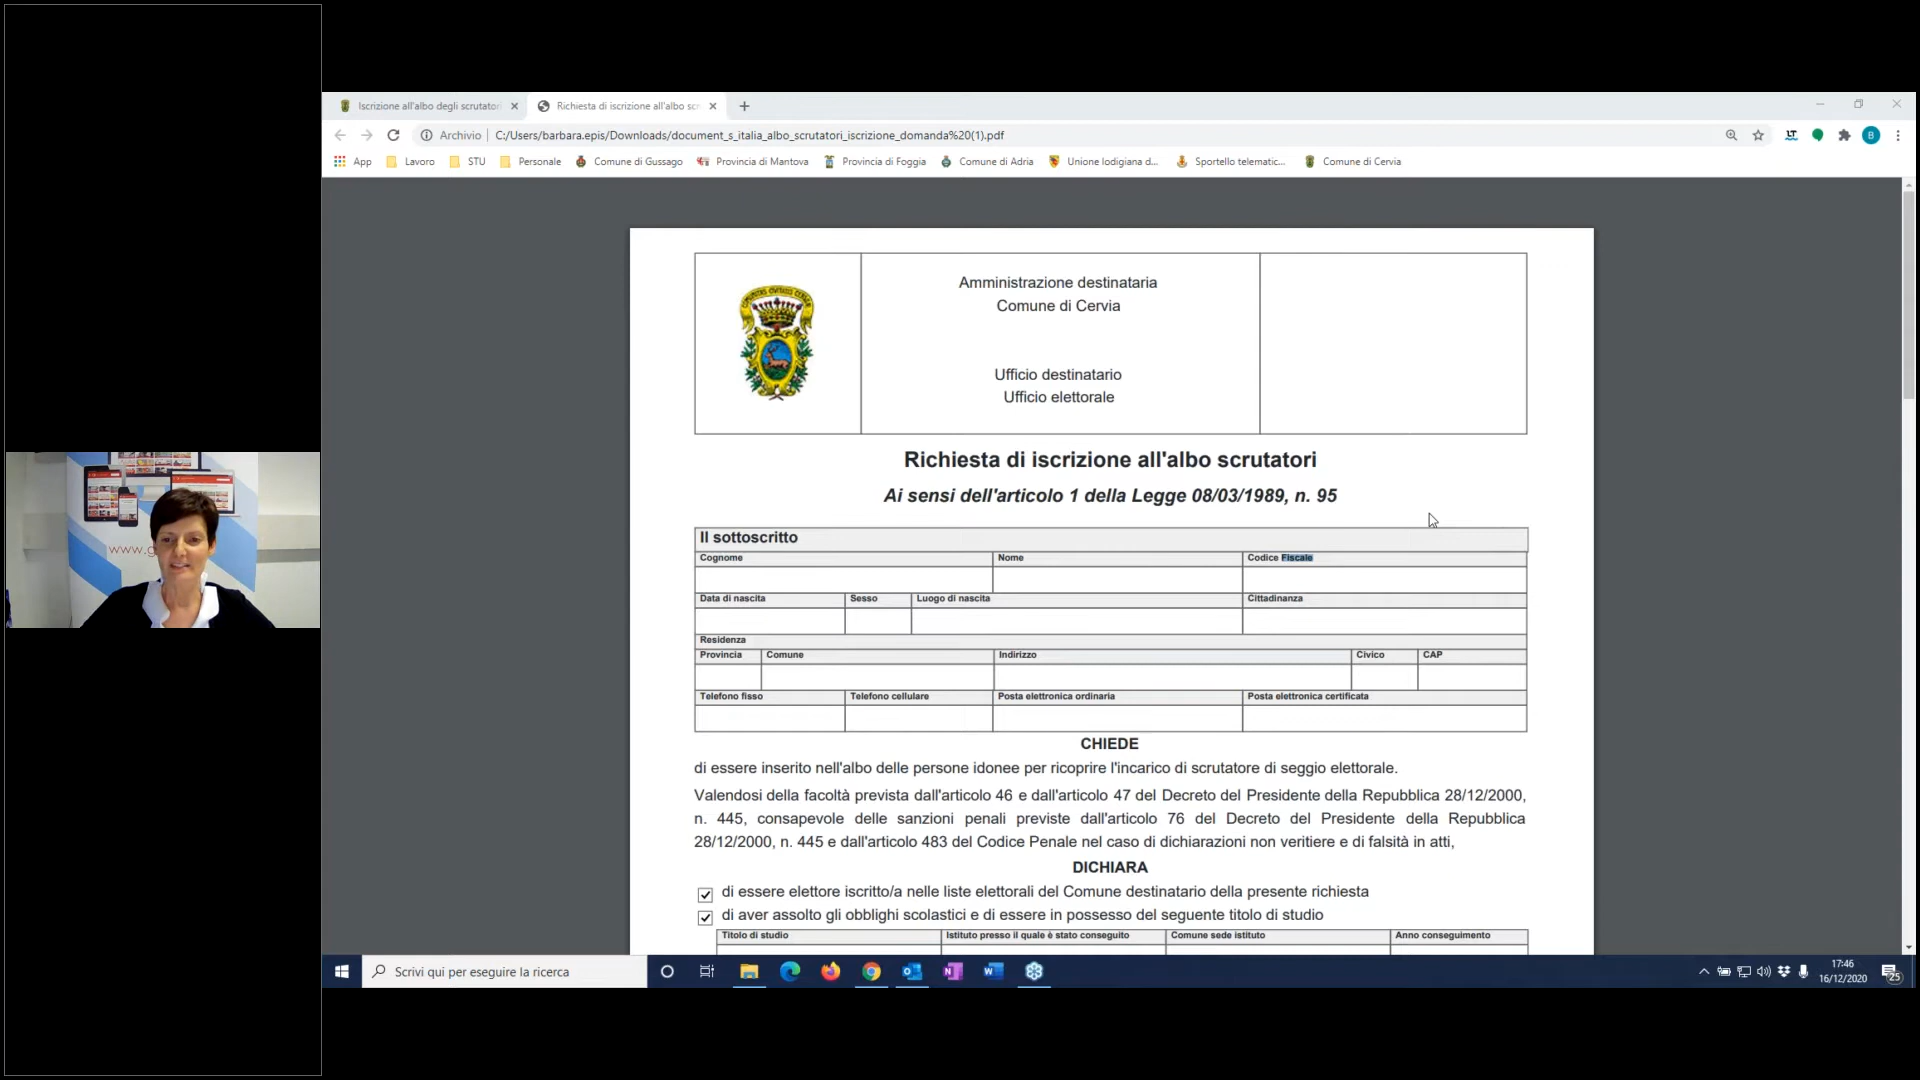 Iscrizione all'albo degli scrutatori
Richiesta di iscrizione all'albo scr
Archivio
C:/Users/barbara.epis/Downloads/document_s_italia_albo_scrutatori_iscrizione_domanda%20(1).pdf
B
App
Lavoro
STU
Personale
Comune di Gussago
Provincia di Mantova
Provincia di Foggia
Comune di Adria
Unione lodigiana d...
Sportello telematic...
Comune di Cervia
Amministrazione destinataria
Comune di Cervia
Ufficio destinatario
Ufficio elettorale
Richiesta di iscrizione all'albo scrutatori
Ai sensi dell'articolo 1 della Legge 08/03/1989, n. 95
Il sottoscritto
Cognome Nome Codice Fiscale
Data di nascita Sesso Luogo di nascita Cittadinanza
Residenza
Provincia Comune Indirizzo Civico CAP
Telefono fisso Telefono cellulare Posta elettronica ordinaria Posta elettronica certificata
CHIEDE
di essere inserito nell'albo delle persone idonee per ricoprire l'incarico di scrutatore di seggio elettorale.
Valendosi della facoltà prevista dall'articolo 46 e dall'articolo 47 del Decreto del Presidente della Repubblica 28/12/2000,
n. 445, consapevole delle sanzioni penali previste dall'articolo 76 del Decreto del Presidente della Repubblica
28/12/2000, n. 445 e dall'articolo 483 del Codice Penale nel caso di dichiarazioni non veritiere e di falsità in atti,
DICHIARA
di essere elettore iscritto/a nelle liste elettorali del Comune destinatario della presente richiesta
di aver assolto gli obblighi scolastici e di essere in possesso del seguente titolo di studio
Titolo di studio Istituto presso il quale è stato conseguito Comune sede istituto Anno conseguimento
www.g
Scrivi qui per eseguire la ricerca
17:46
16/12/2020
25